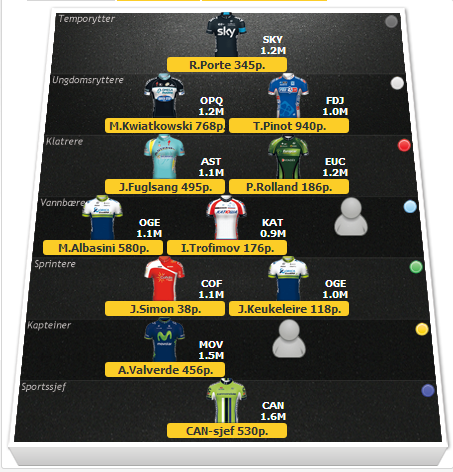 Temporytter
sky
SKY
1.2M
R.Porte 345p.
Ungdomsryttere
OPQ
1.2M
M.Kwiatkowski 768p.
FDJ
1.0M
T.Pinot 940p.
Klatrere
AST
1.1M
J.Fuglsang 495p.
EUC
1.2M
P.Rolland 186p.
Vannbære
OGE
1.1M
M.Albasini 580p.
KAT
0.9M
I.Trofimov 176p.
Sprintere
COF
1.1M
J.Simon 38p.
OGE
1.0M
J.Keukeleire 118p.
Kapteiner
MOV
1.5M
A.Valverde 456p.
Sportssjef
CAN
1.6M
CAN-sjef 530p.